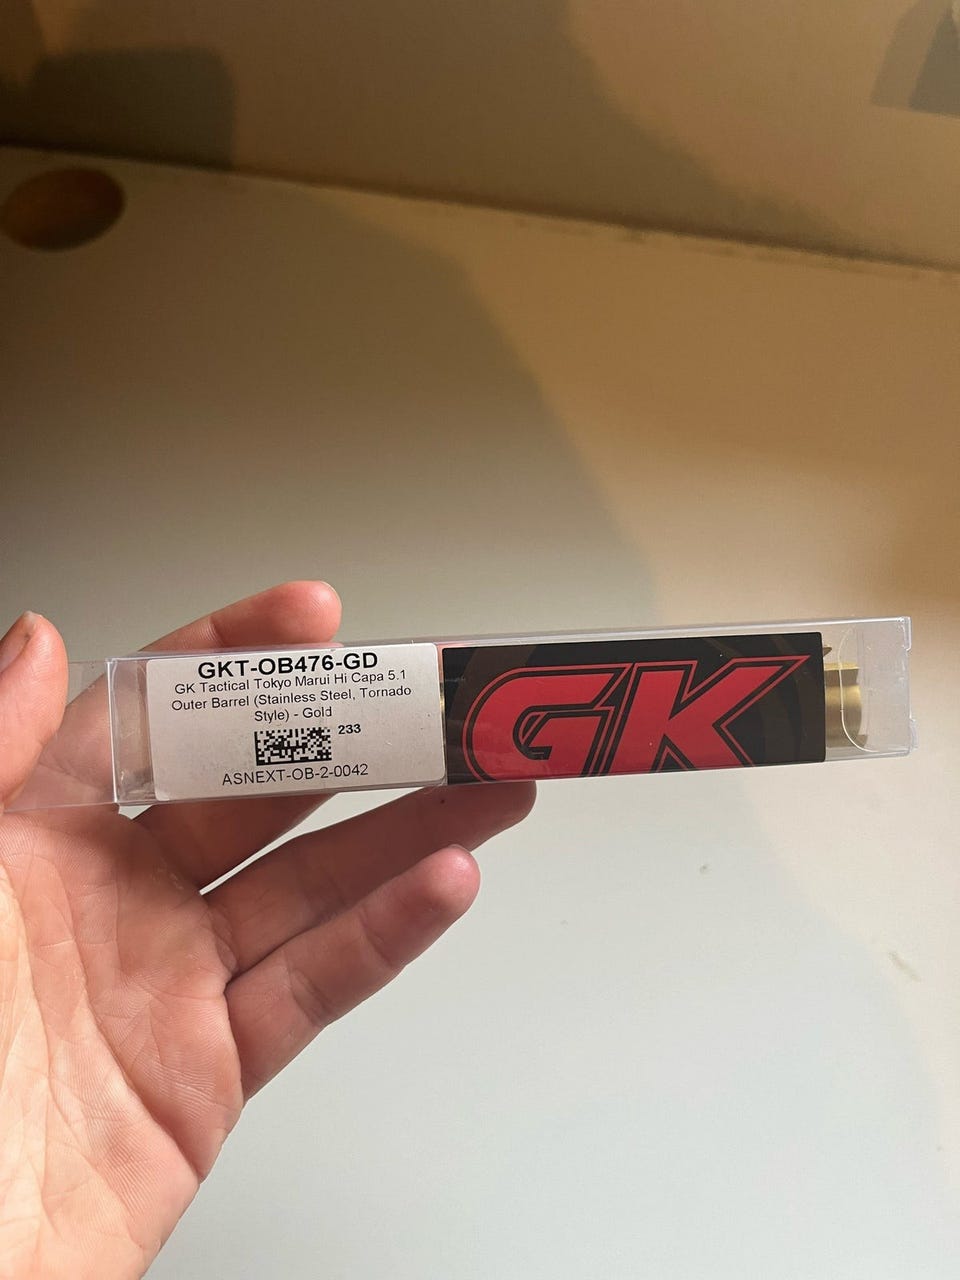 GKT-OB476-GD
GK Tactical Tokyo Marui Hi Capa 5.1
Outer Barrel (Stainless Steel, Tornado
Style) - Gold
233
ASNEXT-OB-2-0042
GK